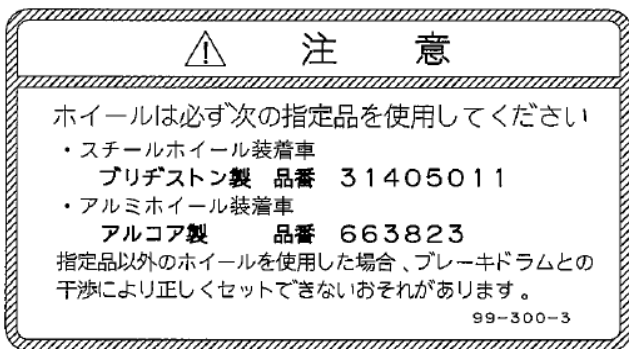 注 意
ホイールは必ず次の指定品を使用してください
・スチールホイール装着車
ブリヂストン製 品番 31405011
・アルミホイール装着車
アルコア製 品番 663823
指定品以外のホイールを使用した場合、ブレーキドラムとの
干渉により正しくセットできないおそれがあります。
99-300-3